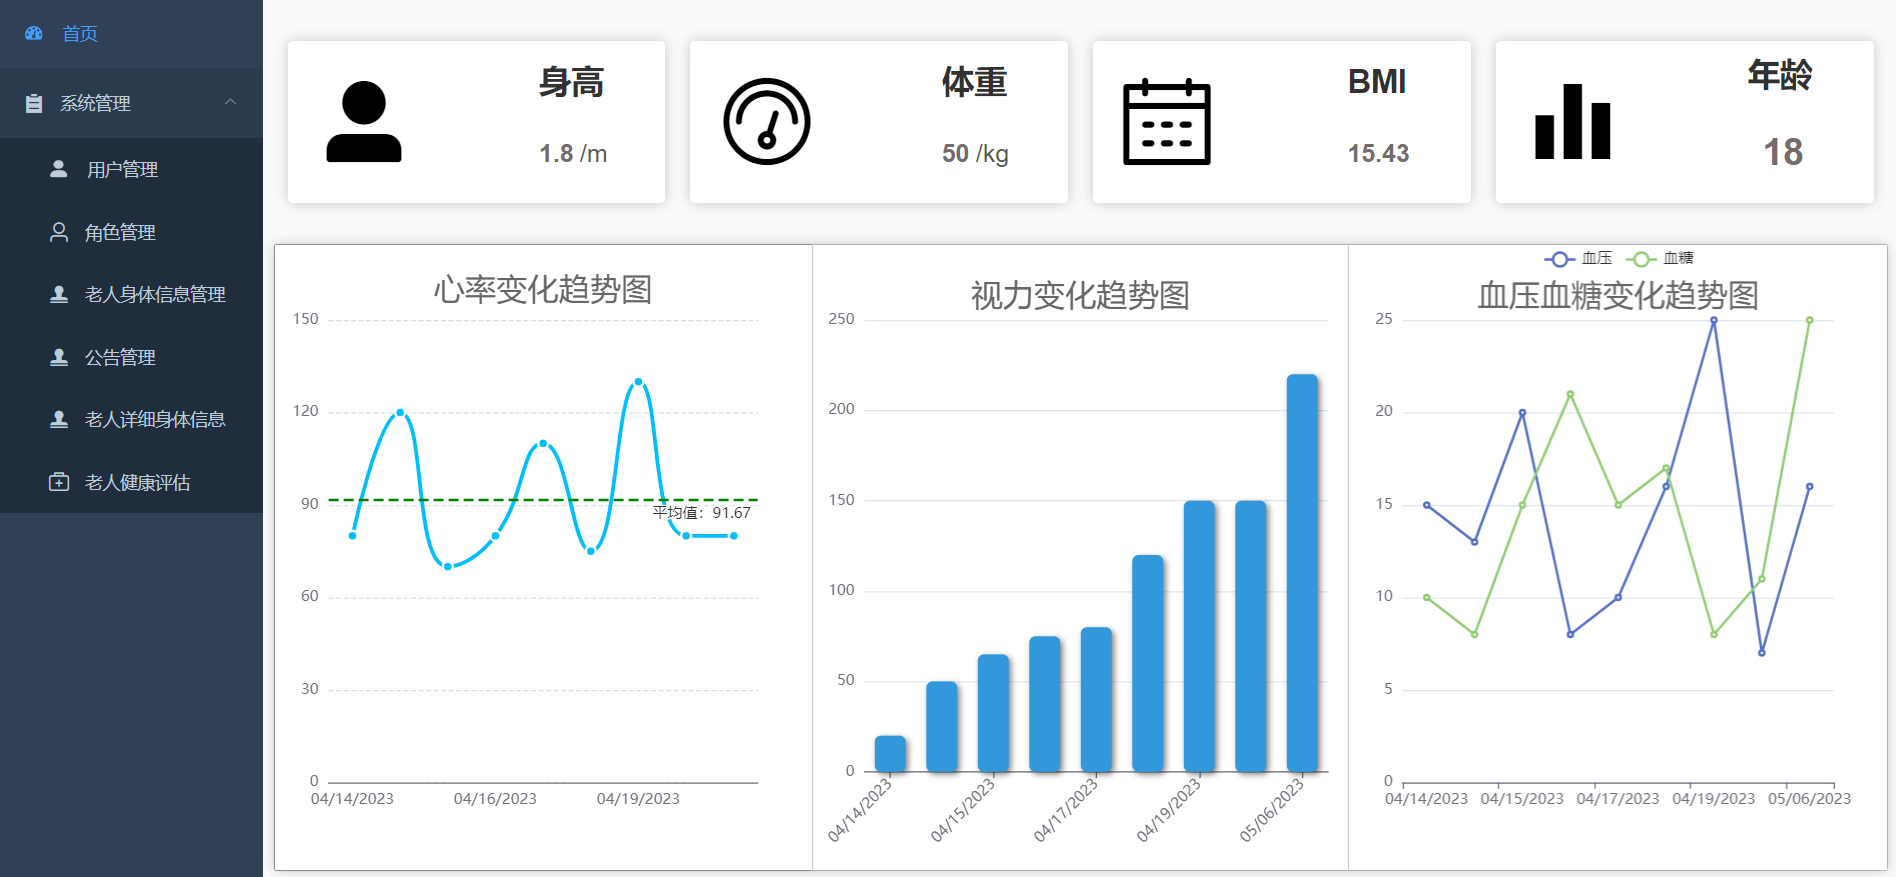 首页
系统管理
用户管理
角色管理
老人身体信息管理
公告管理
老人详细身体信息
老人健康评估
身高
1.8 /m
体重
50 /kg
BMI
15.43
年龄
18
心率变化趋势图
150
120
90
60
30
0
平均值：91.67
04/14/2023 04/16/2023 04/19/2023
视力变化趋势图
250
200
150
100
50
0
04/14/2023 04/15/2023 04/17/2023 04/19/2023 05/06/2023
血压 血糖
血压血糖变化趋势图
25
20
15
10
5
0
04/14/2023 04/15/2023 04/17/2023 04/19/2023 05/06/2023